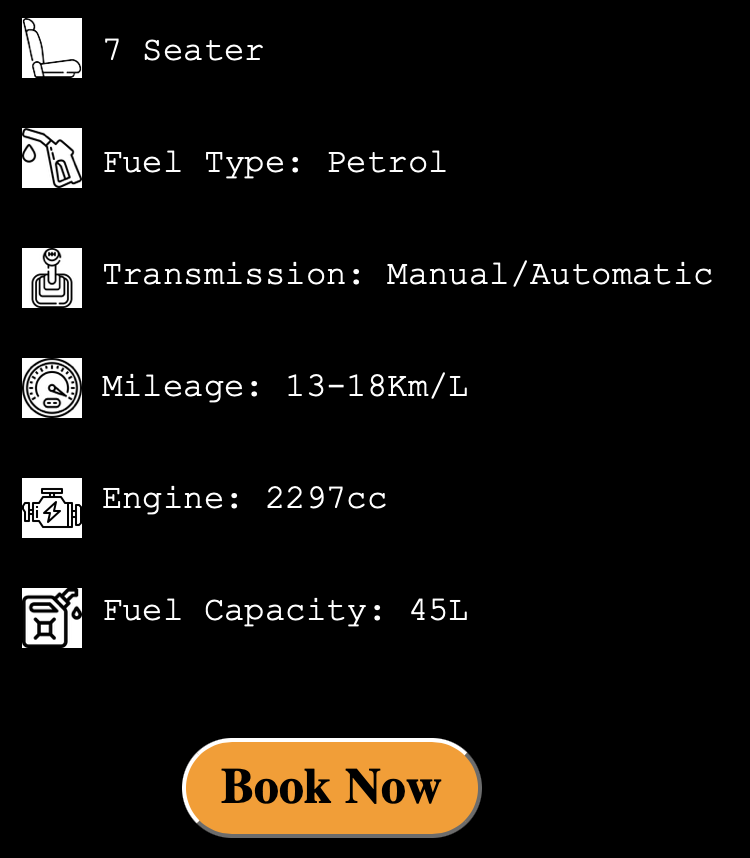 7 Seater
Fuel Type: Petrol
Transmission: Manual/Automatic
Mileage: 13-18Km/L
Engine: 2297cc
Fuel Capacity: 45L
Book Now